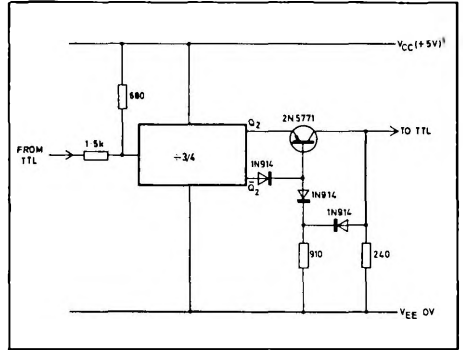 VCC (+5V)
680
Q2
2N5771
FROM
TTL
1·5k
÷3/4
TO TTL
1N914
Q̅2
1N914
1N914
910
240
VEE 0V